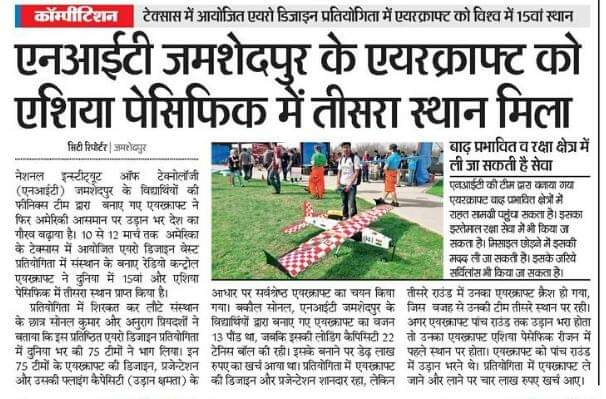 कॉम्पीटिशन
टेक्सास में आयोजित एयरो डिजाइन प्रतियोगिता में एयरक्राफ्ट को विश्व में 15वां स्थान
एनआईटी जमशेदपुर के एयरक्राफ्ट को
एशिया पेसिफिक में तीसरा स्थान मिला
सिटी रिपोर्टर | जमशेदपुर
नेशनल इन्स्टीट्यूट ऑफ टेक्नोलॉजी
(एनआईटी) जमशेदपुर के विद्यार्थियों की
फीनिक्स टीम द्वारा बनाए गए एयरक्राफ्ट ने
फिर अमेरिकी आसमान पर उड़ान भर देश का
गौरव बढ़ाया है। 10 से 12 मार्च तक अमेरिका
के टेक्सास में आयोजित एयरो डिजाइन वेस्ट
प्रतियोगिता में संस्थान के बनाए रेडियो कन्ट्रोल
एयरक्राफ्ट ने दुनिया में 15वां और एशिया
पेसिफिक में तीसरा स्थान प्राप्त किया है।
प्रतियोगिता में शिरकत कर लौटे संस्थान
के छात्र सोनल कुमार और अनुराग प्रियदर्शी ने
बताया कि इस प्रतिष्ठित एयरो डिजाइन प्रतियोगिता
में दुनिया भर की 75 टीमों ने भाग लिया। इन
75 टीमों के एयरक्राफ्ट की डिजाइन, प्रजेन्टेशन
और उसकी फ्लाइंग कैपेसिटी (उड़ान क्षमता) के
आधार पर सर्वश्रेष्ठ एयरक्राफ्ट का चयन किया
गया। बकौल सोनल, एनआईटी जमशेदपुर के
विद्यार्थियों द्वारा बनाए गए एयरक्राफ्ट का वजन
13 पौंड था, जबकि इसकी लोडिंग कैपिसिटी 22
टेनिस बॉल की रही। इसके बनाने पर डेढ़ लाख
रुपए का खर्च आया था। प्रतियोगिता में एयरक्राफ्ट
की डिजाइन और प्रजेन्टेशन शानदार रहा, लेकिन
बाढ़ प्रभावित व रक्षा क्षेत्र में
ली जा सकती है सेवा
एनआईटी की टीम द्वारा बनाया गया
एयरक्राफ्ट बाढ़ प्रभावित क्षेत्रों में
राहत सामग्री पहुंचा सकता है। इसका
इस्तेमाल रक्षा सेवा में भी किया जा
सकता है। मिसाइल छोड़ने में इसकी
मदद ली जा सकती है। इसके जरिये
सर्विलांस भी किया जा सकता है।
तीसरे राउंड में उनका एयरक्राफ्ट क्रैश हो गया,
जिस वजह से उनकी टीम तीसरे स्थान पर रही।
अगर एयरक्राफ्ट पांच राउंड तक उड़ान भरा होता
तो उनका एयरक्राफ्ट एशिया पेसेफिक रीजन में
पहले स्थान पर होता। एयरक्राफ्ट को पांच राउंड
में उड़ान भरने थे। प्रतियोगिता में एयरक्राफ्ट ले
जाने और लाने पर चार लाख रुपए खर्च आए।